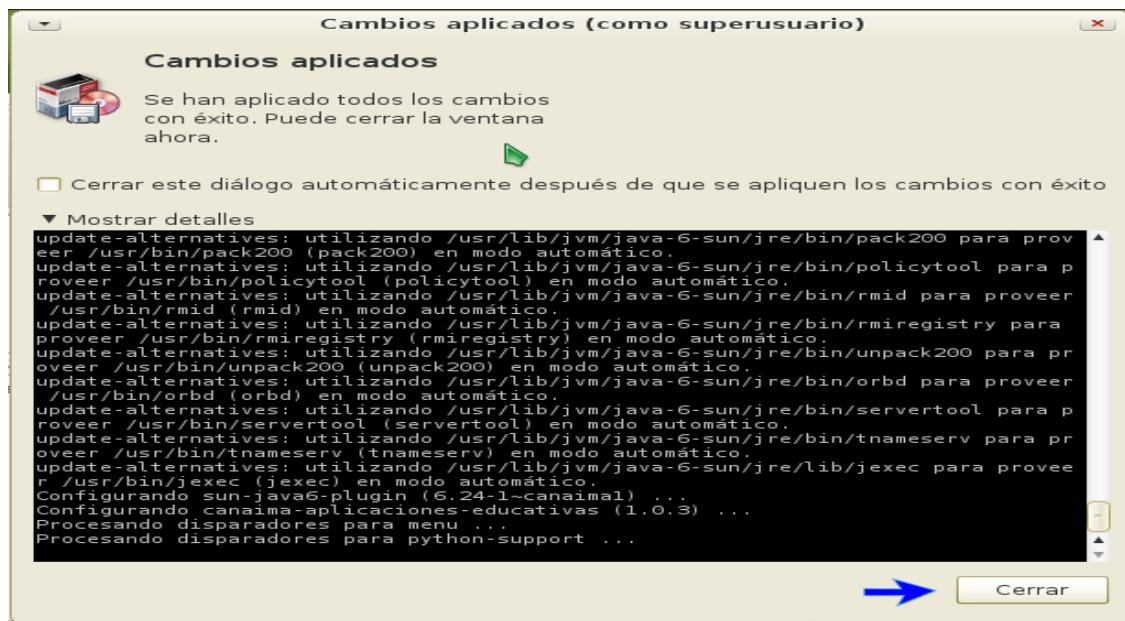 Cambios aplicados (como superusuario)
Cambios aplicados
Se han aplicado todos los cambios
con éxito. Puede cerrar la ventana
ahora.
Cerrar este diálogo automáticamente después de que se apliquen los cambios con éxito
Mostrar detalles
update-alternatives: utilizando /usr/lib/jvm/java-6-sun/jre/bin/pack200 para prov
eer /usr/bin/pack200 (pack200) en modo automático.
update-alternatives: utilizando /usr/lib/jvm/java-6-sun/jre/bin/policytool para p
roveer /usr/bin/policytool (policytool) en modo automático.
update-alternatives: utilizando /usr/lib/jvm/java-6-sun/jre/bin/rmid para proveer
/usr/bin/rmid (rmid) en modo automático.
update-alternatives: utilizando /usr/lib/jvm/java-6-sun/jre/bin/rmiregistry para
proveer /usr/bin/rmiregistry (rmiregistry) en modo automático.
update-alternatives: utilizando /usr/lib/jvm/java-6-sun/jre/bin/unpack200 para pr
oveer /usr/bin/unpack200 (unpack200) en modo automático.
update-alternatives: utilizando /usr/lib/jvm/java-6-sun/jre/bin/orbd para proveer
/usr/bin/orbd (orbd) en modo automático.
update-alternatives: utilizando /usr/lib/jvm/java-6-sun/jre/bin/servertool para p
roveer /usr/bin/servertool (servertool) en modo automático.
update-alternatives: utilizando /usr/lib/jvm/java-6-sun/jre/bin/tnameserv para pr
oveer /usr/bin/tnameserv (tnameserv) en modo automático.
update-alternatives: utilizando /usr/lib/jvm/java-6-sun/jre/lib/jexec para provee
r /usr/bin/jexec (jexec) en modo automático.
Configurando sun-java6-plugin (6.24-1~canaima1) ...
Configurando canaima-aplicaciones-educativas (1.0.3) ...
Procesando disparadores para menu ...
Procesando disparadores para python-support ...
Cerrar